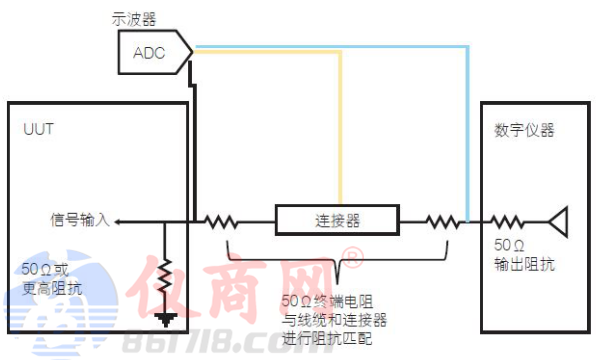 示波器
ADC
UUT
数字仪器
信号输入
连接器
50Ω或
更高阻抗
50Ω
输出阻抗
50Ω终端电阻
与线缆和连接器
进行阻抗匹配
仪商网®
861718.com